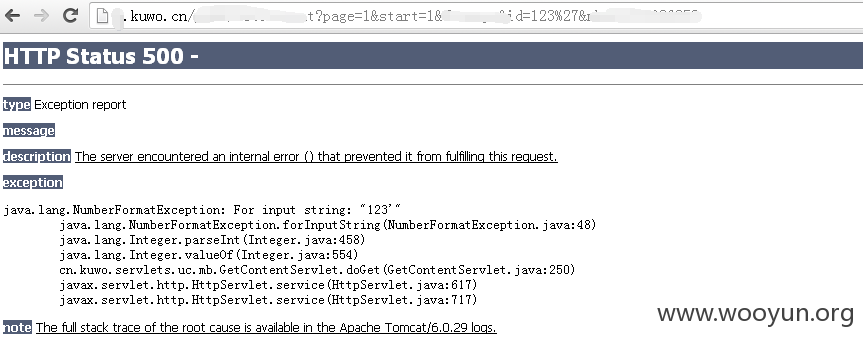 .kuwo.cn/ t?page=1&start=1& &id=123%27&
HTTP Status 500 -
type Exception report
message
description The server encountered an internal error () that prevented it from fulfilling this request.
exception
java.lang.NumberFormatException: For input string: "123'"
java.lang.NumberFormatException.forInputString(NumberFormatException.java:48)
java.lang.Integer.parseInt(Integer.java:458)
java.lang.Integer.valueOf(Integer.java:554)
cn.kuwo.servlets.uc.mb.GetContentServlet.doGet(GetContentServlet.java:250)
javax.servlet.http.HttpServlet.service(HttpServlet.java:617)
javax.servlet.http.HttpServlet.service(HttpServlet.java:717)
www.wooyun.org
note The full stack trace of the root cause is available in the Apache Tomcat/6.0.29 logs.